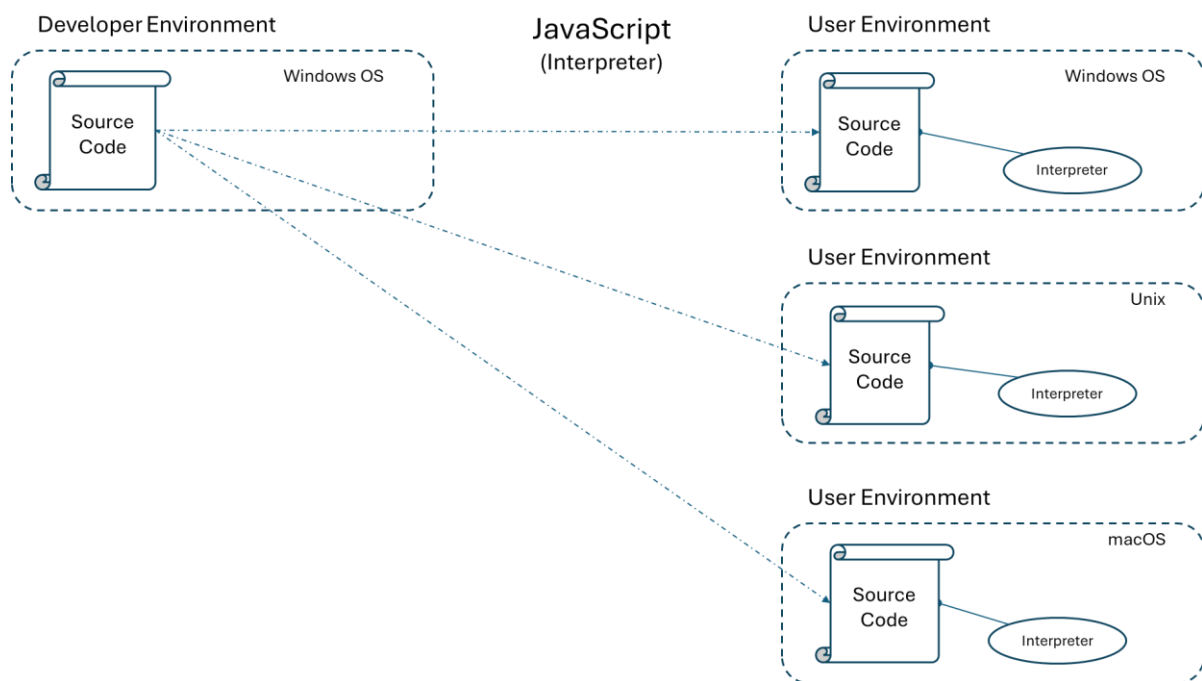 Developer Environment
JavaScript
(Interpreter)
User Environment
Windows OS
Source
Code
Windows OS
Source
Code
Interpreter
User Environment
Unix
Source
Code
Interpreter
User Environment
macOS
Source
Code
Interpreter